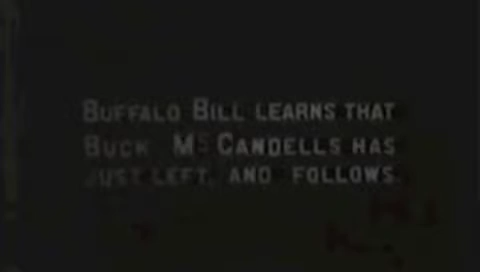 BUFFALO BILL LEARNS THAT
BUCK McCANDELLS HAS
JUST LEFT, AND FOLLOWS.